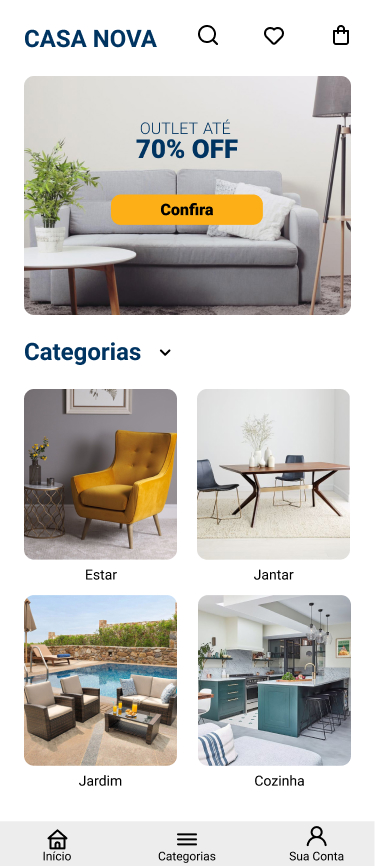 CASA NOVA
OUTLET ATÉ
70% OFF
Confira
Categorias
Estar
Jantar
Jardim
Cozinha
Início
Categorias
Sua Conta